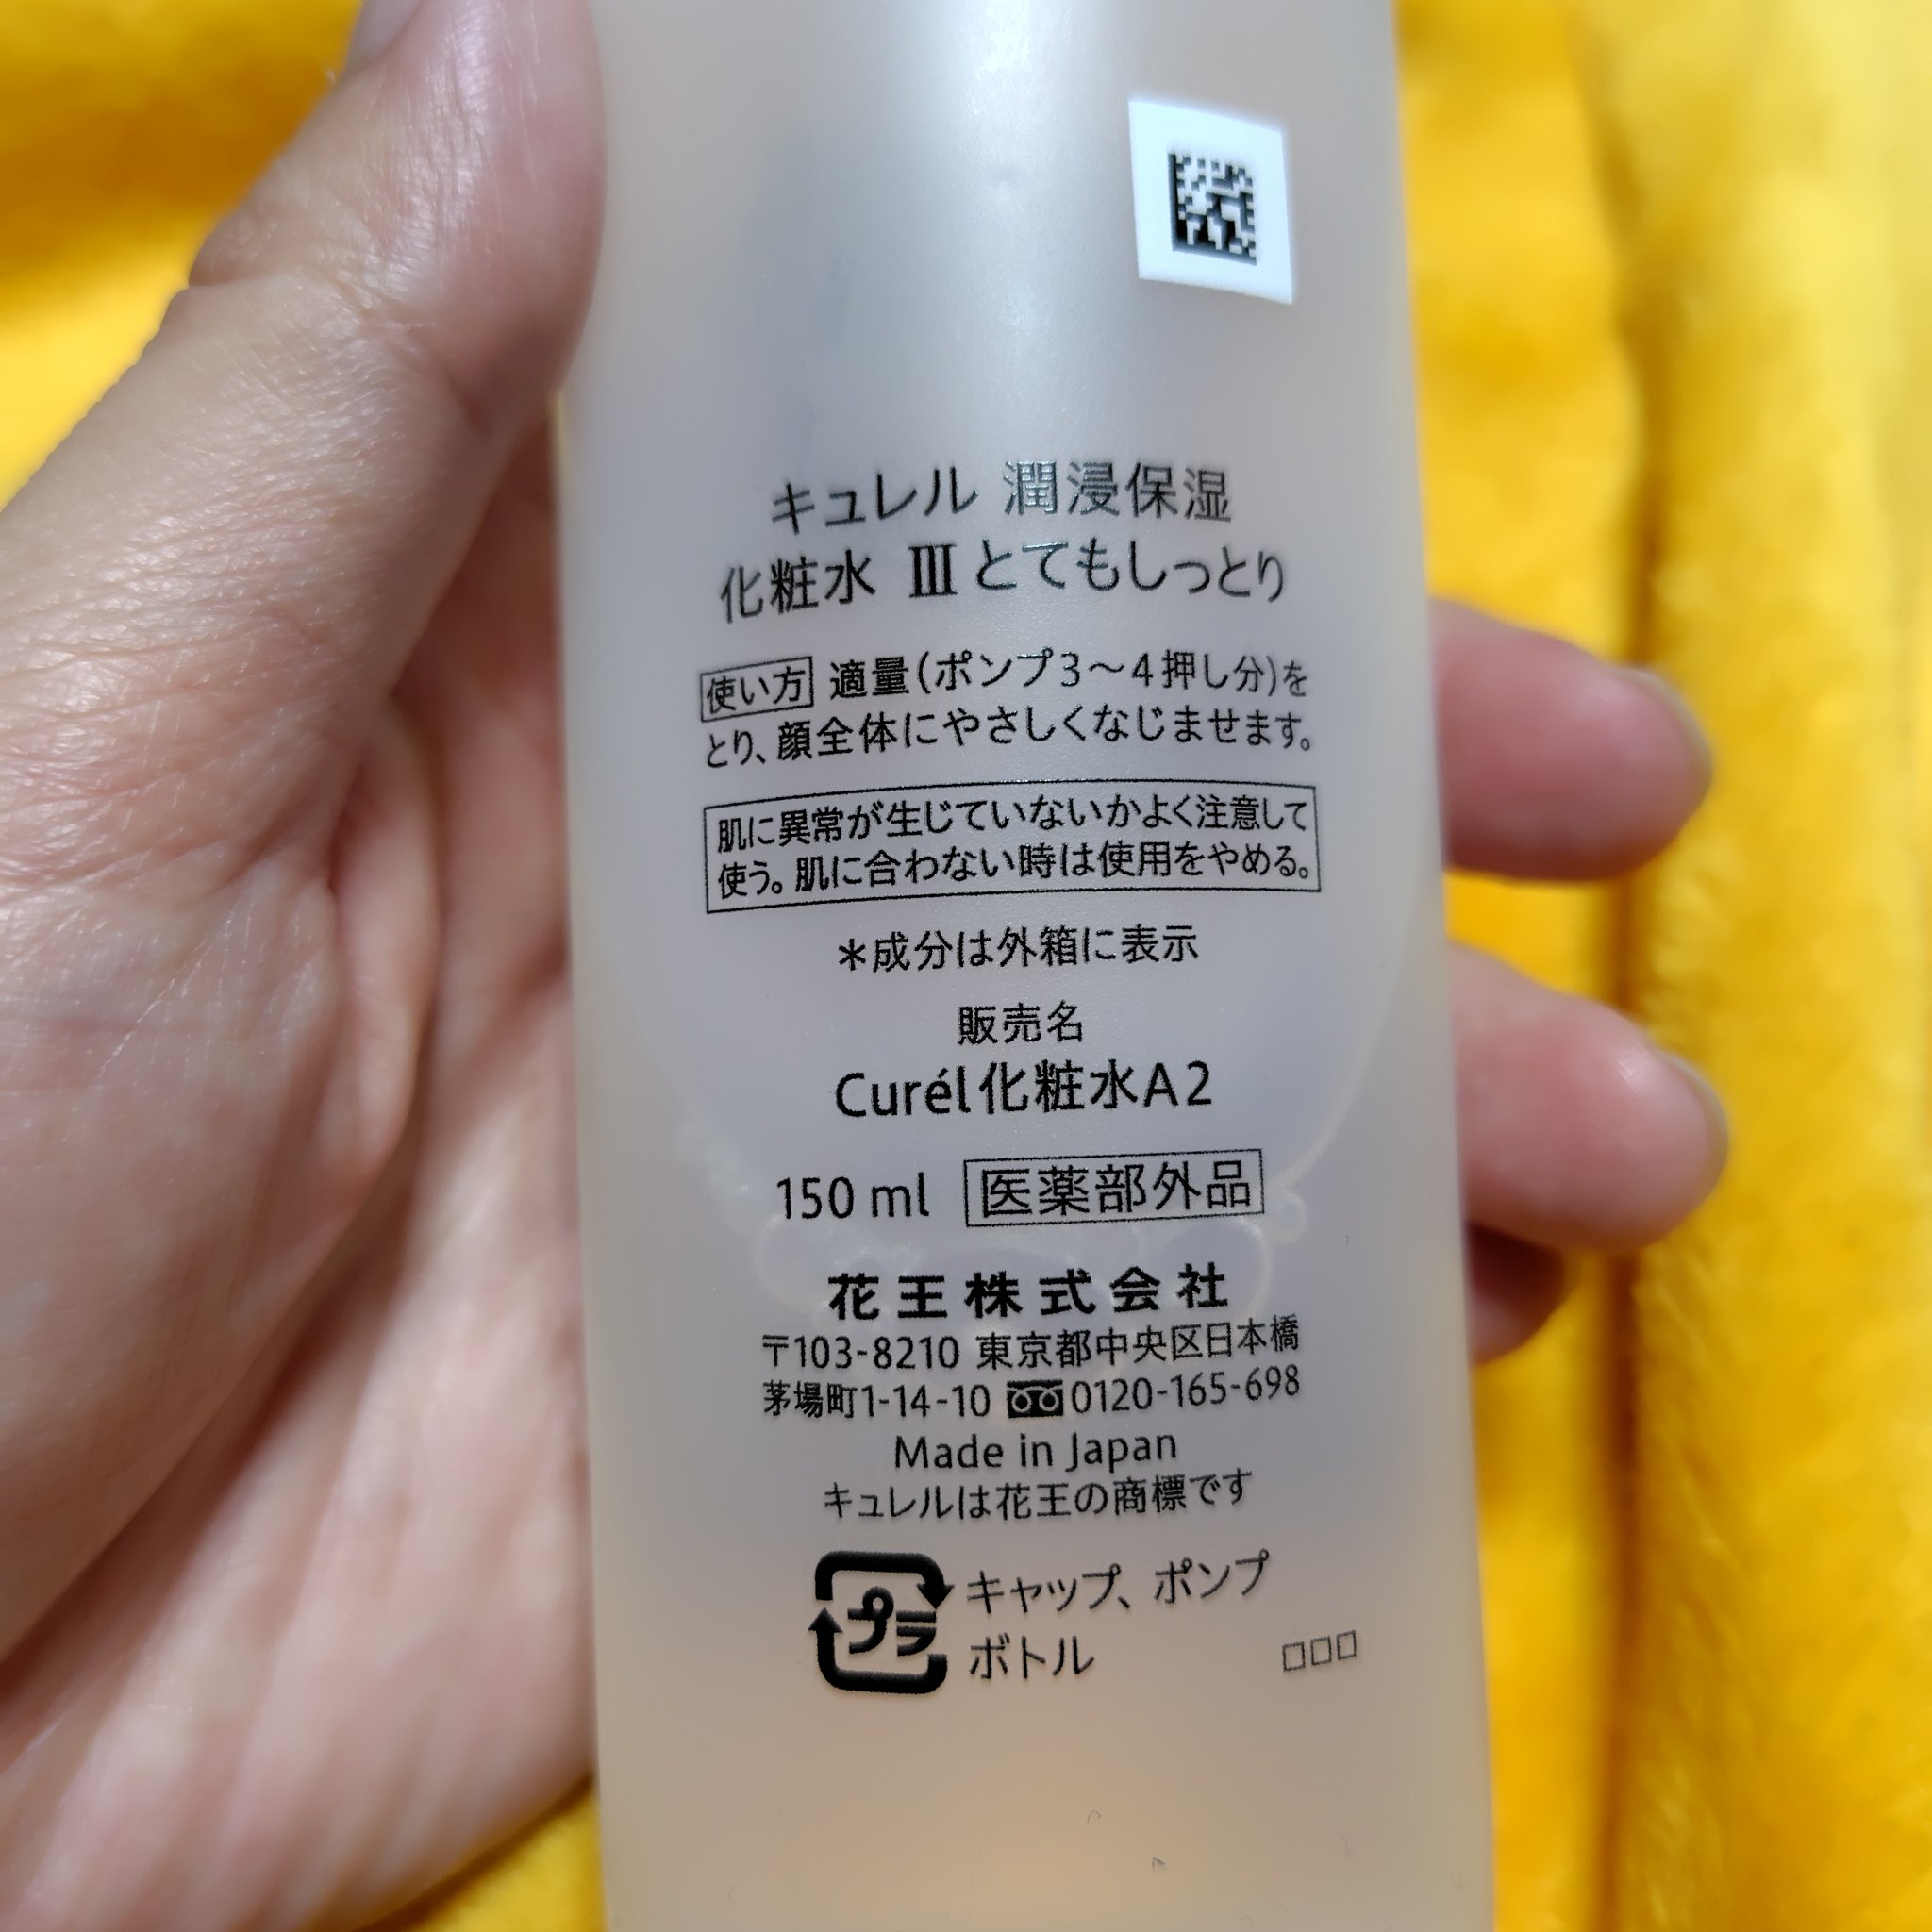 キュレル 潤浸保湿
化粧水 Ⅲとてもしっとり
使い方 適量(ポンプ3〜4押し分)を
とり、顔全体にやさしくなじませます。
肌に異常が生じていないかよく注意して
使う。肌に合わない時は使用をやめる。
＊成分は外箱に表示
販売名
Curél化粧水A2
150 ml 医薬部外品
花王株式会社
〒103-8210 東京都中央区日本橋
茅場町1-14-10 0120-165-698
Made in Japan
キュレルは花王の商標です
プラ キャップ、ポンプ
ボトル